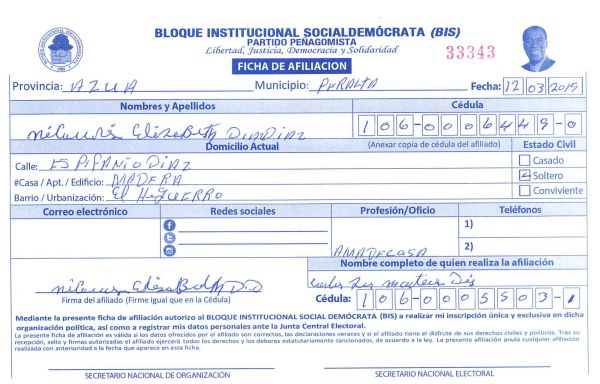 BLOQUE INSTITUCIONAL SOCIALDEMÓCRATA (BIS)
PARTIDO PEÑAGOMISTA
Libertad, Justicia, Democracia y Solidaridad
33343
FICHA DE AFILIACION
Provincia: AZUA Municipio: PERALTA Fecha: 12 03 2019
Nombres y Apellidos Cédula
Elizabeth Diaz Diaz 106-0006449-0
Domicilio Actual (Anexar copia de cédula del afiliado) Estado Civil
Calle: ESPIFANIO DIAZ Casado
#Casa / Apt. / Edificio: MADERA Soltero
Barrio / Urbanización: El HIGUERRO Conviviente
Correo electrónico Redes sociales Profesión/Oficio Teléfonos
1)
AMADECASA 2)
Nombre completo de quien realiza la afiliación
Firma del afiliado (Firme igual que en la Cédula) Cédula: 106-0005903-1
Mediante la presente ficha de afiliación autorizo al BLOQUE INSTITUCIONAL SOCIAL DEMÓCRATA (BIS) a realizar mi inscripción única y exclusiva en dicha
organización política, así como a registrar mis datos personales ante la Junta Central Electoral.
La presente ficha de afiliación es válida si los datos ofrecidos por el afiliado son correctos, las declaraciones veraces y si el afiliado tiene el disfrute de sus derechos civiles y políticos. Tras su
recepción, sello y firmas autorizadas el afiliado ejercerá todos los derechos y los deberes estatutariamente sancionados, de acuerdo a la ley. La presente afiliación anula cualquier afiliación
realizada con anterioridad a la fecha que aparece en esta ficha.
SECRETARIO NACIONAL DE ORGANIZACIÓN SECRETARIO NACIONAL ELECTORAL